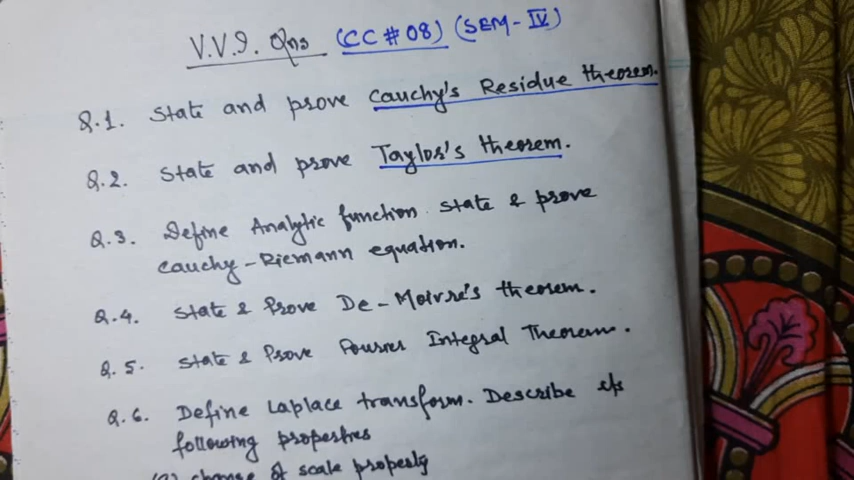 V.V.I. Qns (CC # 08) (SEM-IV)
Q.1. State and prove Cauchy's Residue theorem.
Q.2. State and prove Taylor's theorem.
Q.3. Define Analytic function. State & prove
Cauchy-Riemann equation.
Q.4. State & Prove De-Moivre's theorem.
Q.5. State & Prove Fourier Integral Theorem.
Q.6. Define Laplace transform. Describe its
following properties
(a) change of scale property